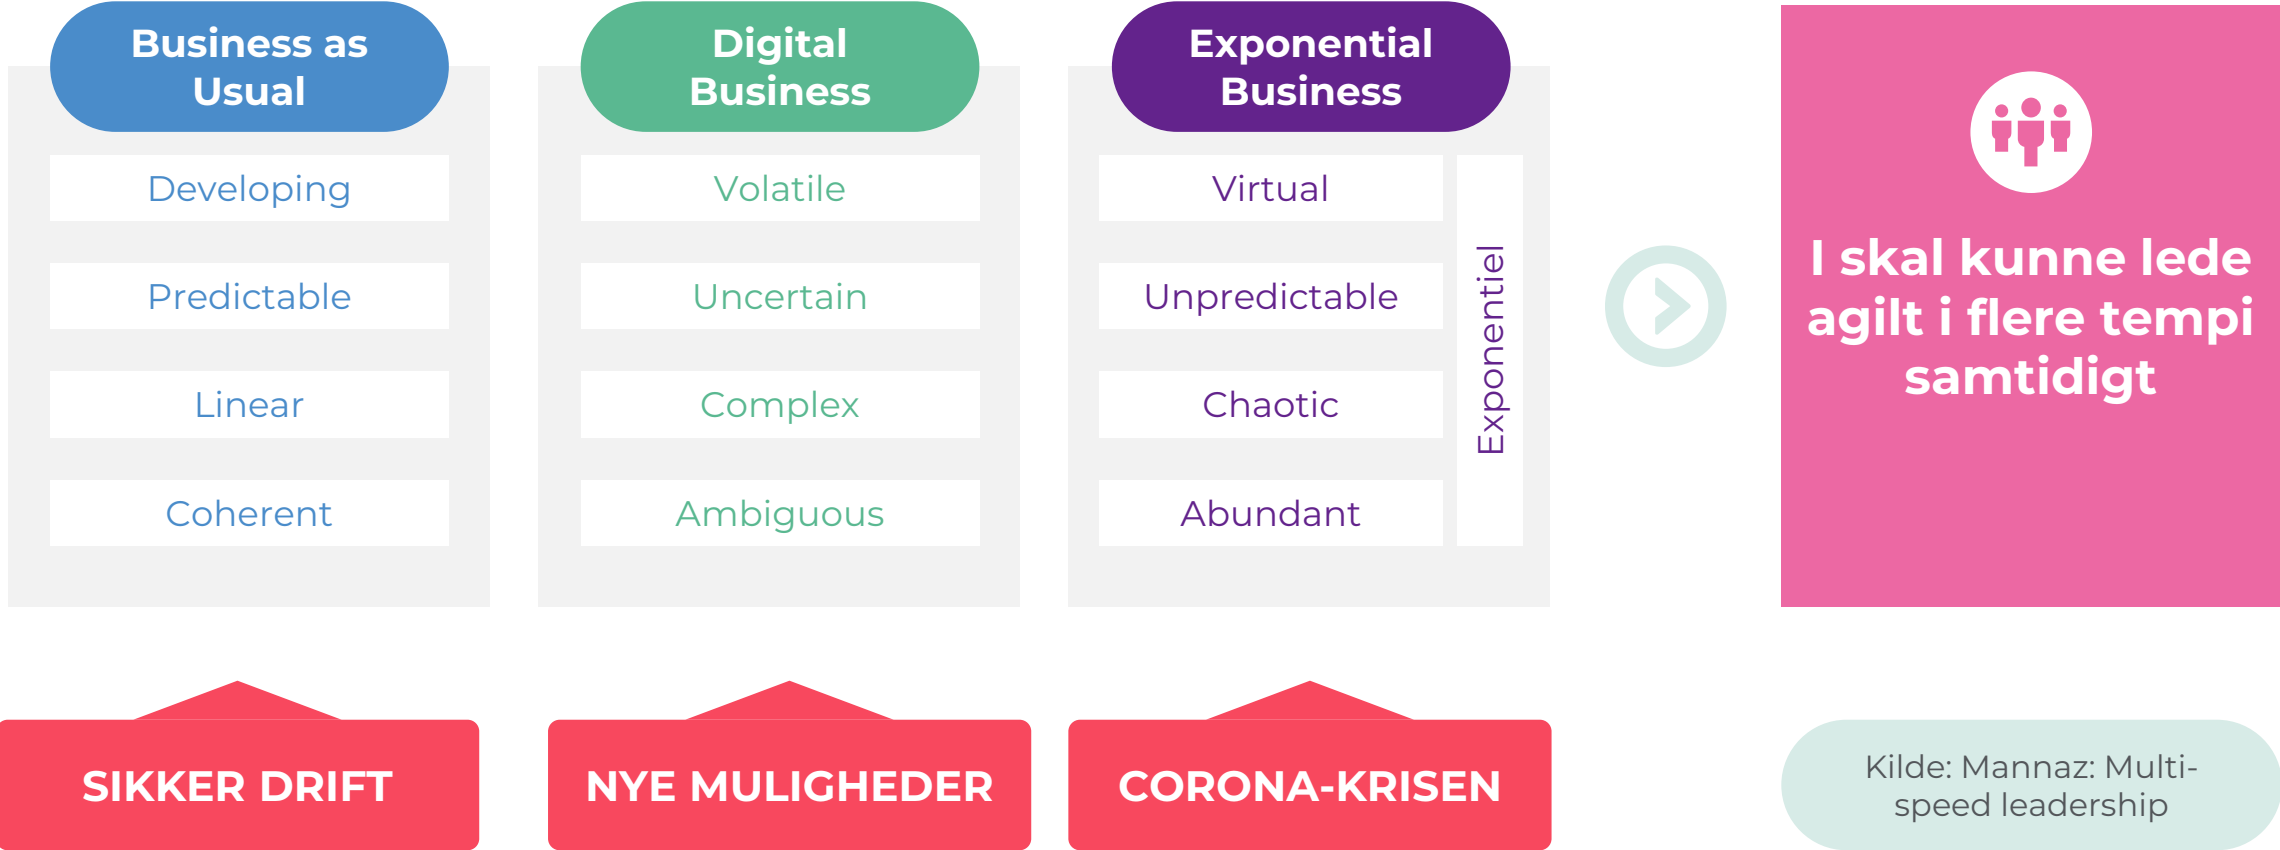 Business as
Usual
Developing
Predictable
Linear
Coherent
Digital
Business
Volatile
Uncertain
Complex
Ambiguous
Exponential
Business
Virtual
Unpredictable
Chaotic
Abundant
Exponentiel
I skal kunne lede
agilt i flere tempi
samtidigt
SIKKER DRIFT
NYE MULIGHEDER
CORONA-KRISEN
Kilde: Mannaz: Multi-
speed leadership